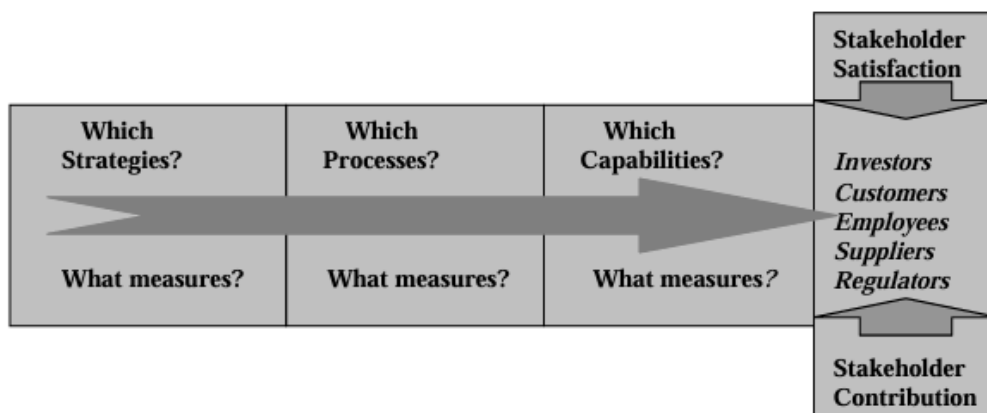 Stakeholder
Satisfaction
Which
Strategies?
What measures?
Which
Processes?
What measures?
Which
Capabilities?
What measures?
Investors
Customers
Employees
Suppliers
Regulators
Stakeholder
Contribution